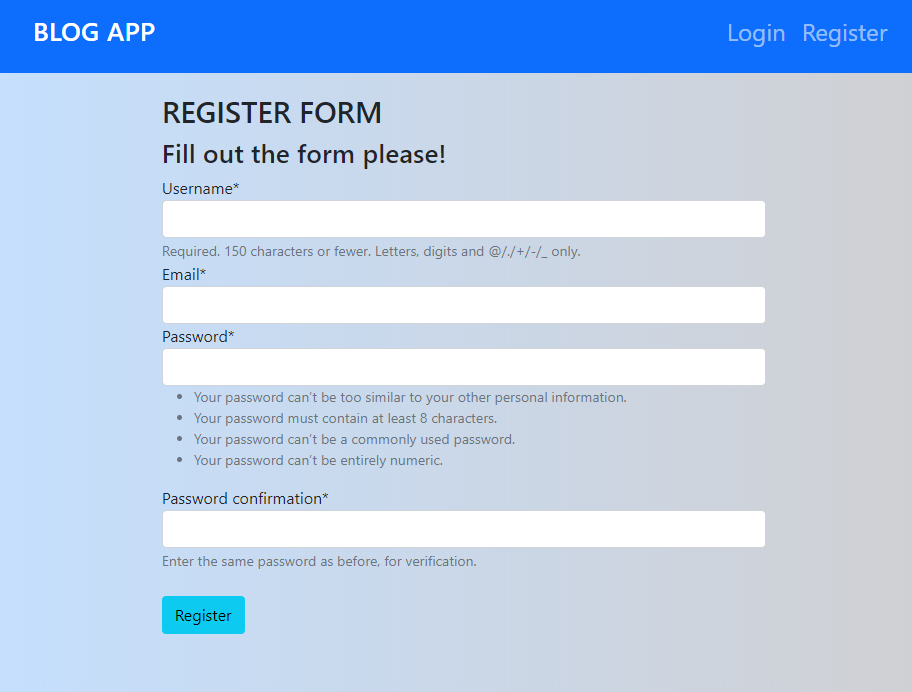 BLOG APP
Login Register
REGISTER FORM
Fill out the form please!
Username*
Required. 150 characters or fewer. Letters, digits and @/./+/-/_ only.
Email*
Password*
Your password can't be too similar to your other personal information.
Your password must contain at least 8 characters.
Your password can't be a commonly used password.
Your password can't be entirely numeric.
Password confirmation*
Enter the same password as before, for verification.
Register